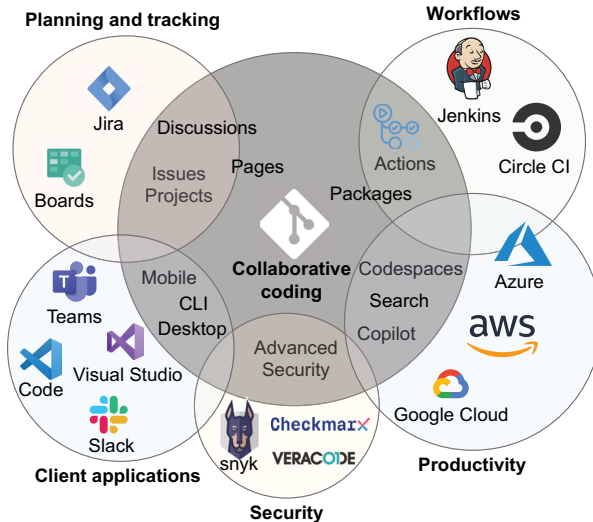 Planning and tracking
Workflows
Jira
Boards
Discussions
Issues
Projects
Pages
Jenkins
Circle CI
Actions
Packages
Collaborative
coding
Mobile
CLI
Desktop
Codespaces
Search
Copilot
Advanced
Security
Azure
aws
Google Cloud
Productivity
Teams
Visual Studio
Code
Slack
Client applications
snyk
Checkmarx
VERACODE
Security